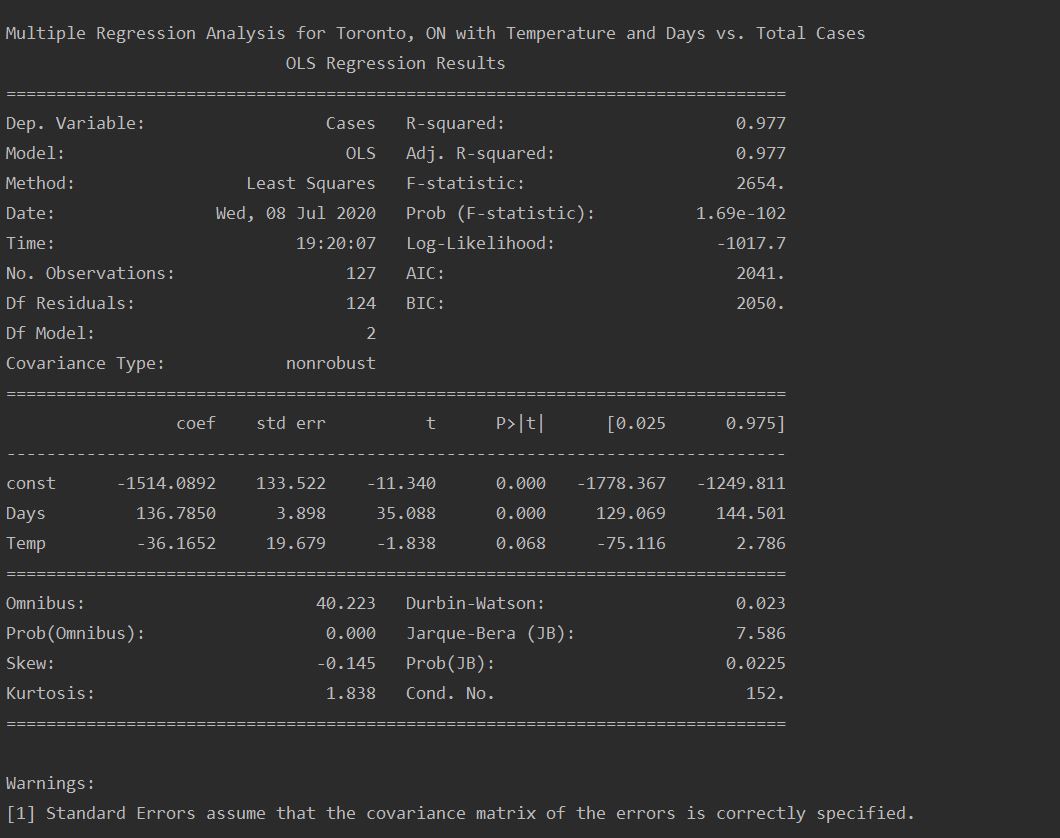 Multiple Regression Analysis for Toronto, ON with Temperature and Days vs. Total Cases
                            OLS Regression Results
==============================================================================
Dep. Variable:                  Cases   R-squared:                       0.977
Model:                            OLS   Adj. R-squared:                  0.977
Method:                 Least Squares   F-statistic:                     2654.
Date:                Wed, 08 Jul 2020   Prob (F-statistic):          1.69e-102
Time:                        19:20:07   Log-Likelihood:                -1017.7
No. Observations:                 127   AIC:                             2041.
Df Residuals:                     124   BIC:                             2050.
Df Model:                           2
Covariance Type:            nonrobust
==============================================================================
                 coef    std err          t      P>|t|      [0.025      0.975]
------------------------------------------------------------------------------
const      -1514.0892    133.522    -11.340      0.000   -1778.367   -1249.811
Days         136.7850      3.898     35.088      0.000     129.069     144.501
Temp         -36.1652     19.679     -1.838      0.068     -75.116       2.786
==============================================================================
Omnibus:                       40.223   Durbin-Watson:                   0.023
Prob(Omnibus):                  0.000   Jarque-Bera (JB):                7.586
Skew:                          -0.145   Prob(JB):                       0.0225
Kurtosis:                       1.838   Cond. No.                         152.
==============================================================================

Warnings:
[1] Standard Errors assume that the covariance matrix of the errors is correctly specified.